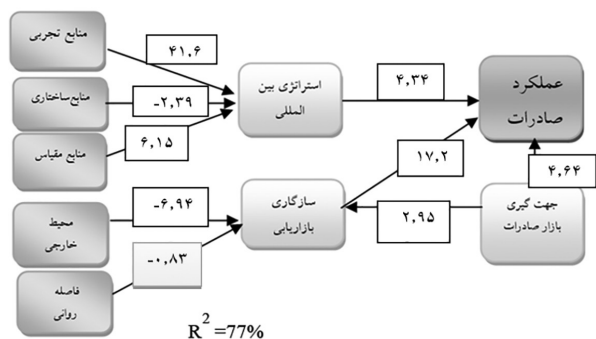 منابع تجربی
منابع‌ساختاری
منابع مقیاس
محیط
خارجی
فاصله
روانی
۴۱,۶
-۲,۳۹
۶,۱۵
-۶,۹۴
-۰,۸۳
استراتژی بین
المللی
سازگاری
بازاریابی
۴,۳۴
۱۷,۲
۲,۹۵
۴,۶۴
عملکرد
صادرات
جهت گیری
بازار صادرات
R² =77%